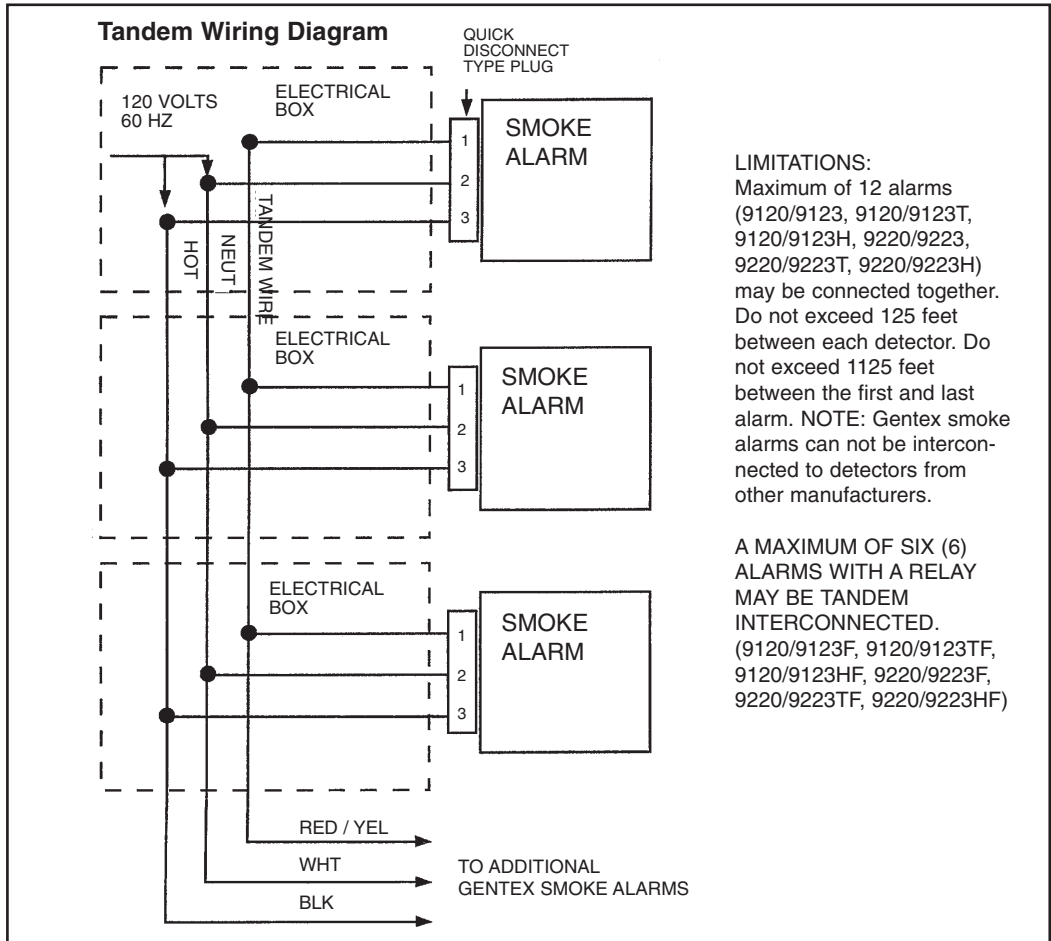 Tandem Wiring Diagram
QUICK
DISCONNECT
TYPE PLUG
120 VOLTS
60 HZ
ELECTRICAL
BOX
SMOKE
ALARM
1
2
3
HOT
NEUT
TANDEM WIRE
ELECTRICAL
BOX
SMOKE
ALARM
1
2
3
ELECTRICAL
BOX
SMOKE
ALARM
1
2
3
RED / YEL
WHT
BLK
TO ADDITIONAL
GENTEX SMOKE ALARMS
LIMITATIONS:
Maximum of 12 alarms
(9120/9123, 9120/9123T,
9120/9123H, 9220/9223,
9220/9223T, 9220/9223H)
may be connected together.
Do not exceed 125 feet
between each detector. Do
not exceed 1125 feet
between the first and last
alarm. NOTE: Gentex smoke
alarms can not be intercon-
nected to detectors from
other manufacturers.
A MAXIMUM OF SIX (6)
ALARMS WITH A RELAY
MAY BE TANDEM
INTERCONNECTED.
(9120/9123F, 9120/9123TF,
9120/9123HF, 9220/9223F,
9220/9223TF, 9220/9223HF)